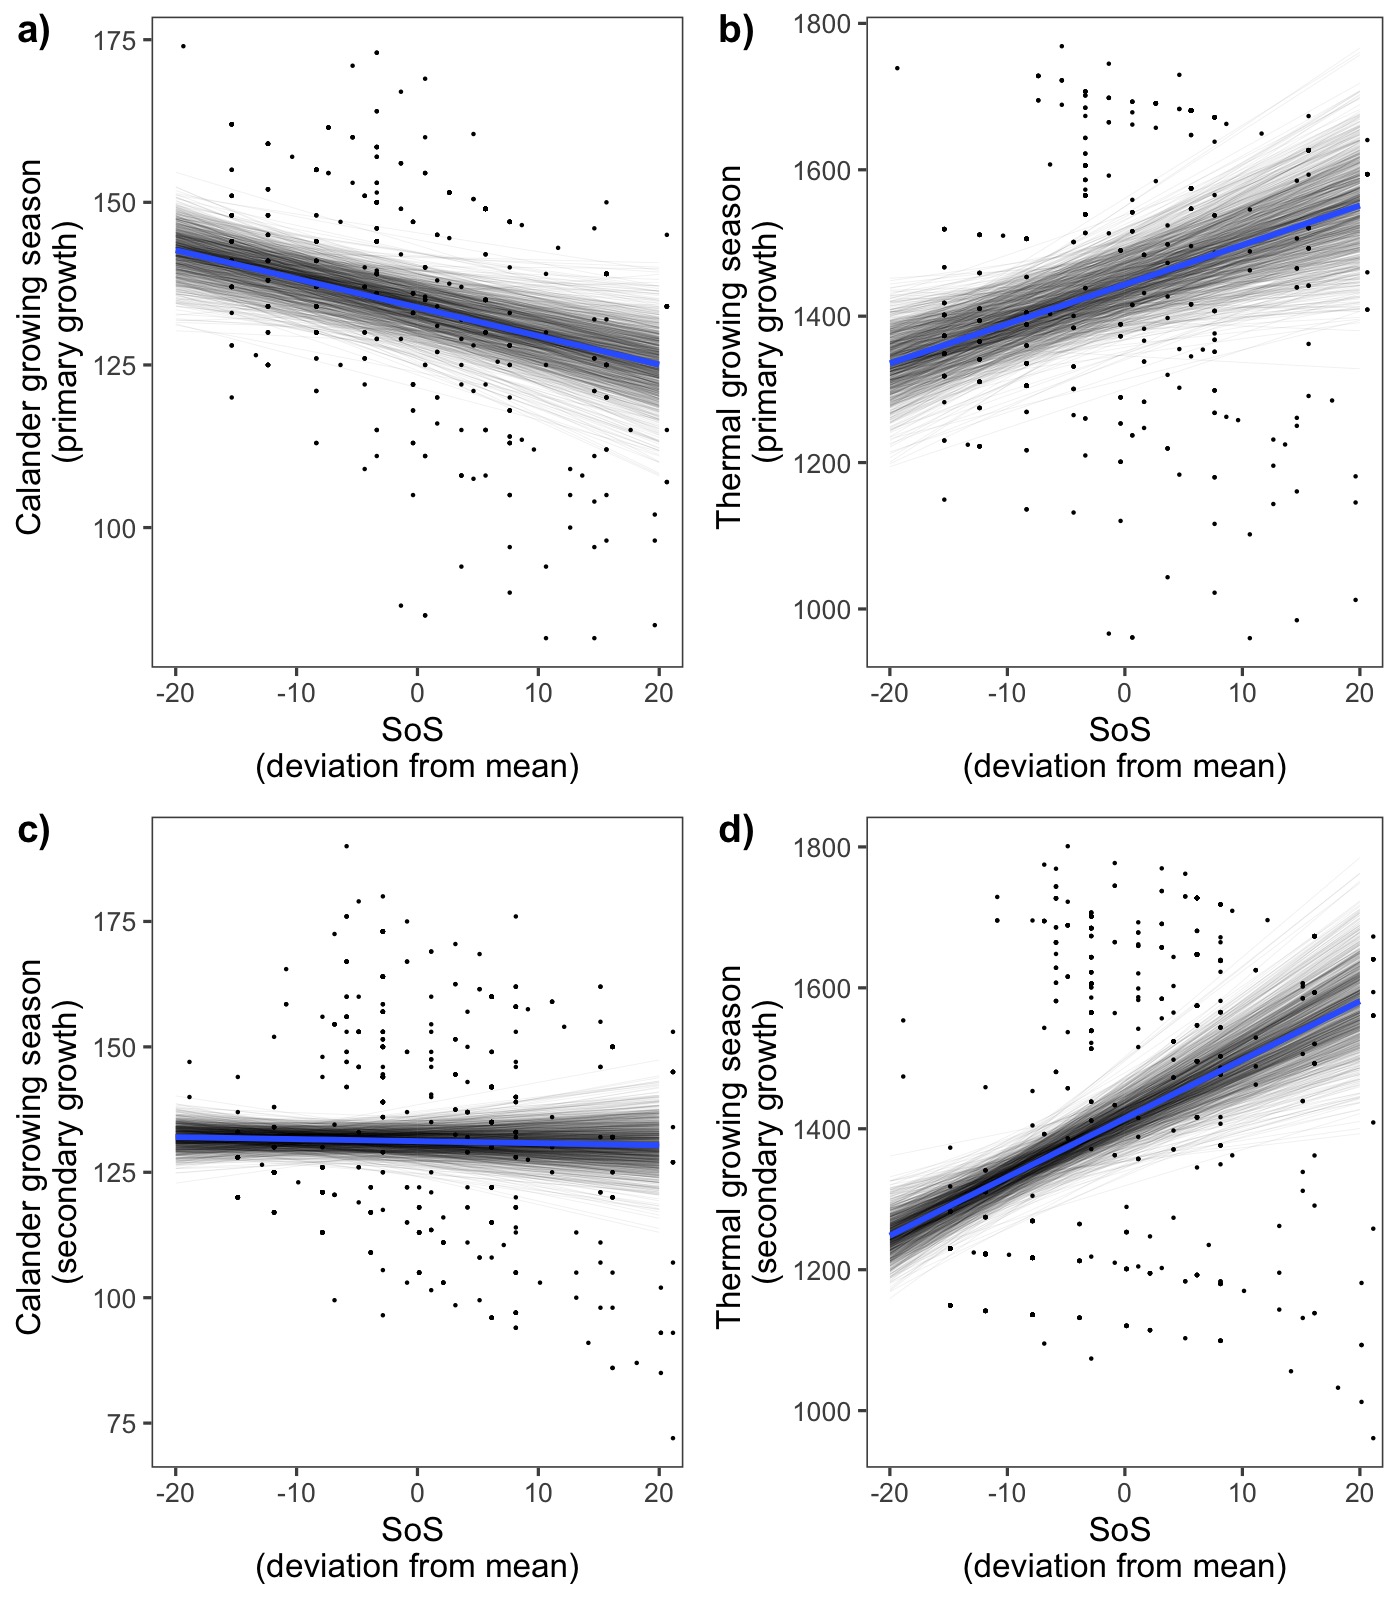 a)
Calander growing season
(primary growth)
175
150
125
100
-20 -10 0 10 20
SoS
(deviation from mean)
b)
Thermal growing season
(primary growth)
1800
1600
1400
1200
1000
-20 -10 0 10 20
SoS
(deviation from mean)
c)
Calander growing season
(secondary growth)
175
150
125
100
75
-20 -10 0 10 20
SoS
(deviation from mean)
d)
Thermal growing season
(secondary growth)
1800
1600
1400
1200
1000
-20 -10 0 10 20
SoS
(deviation from mean)